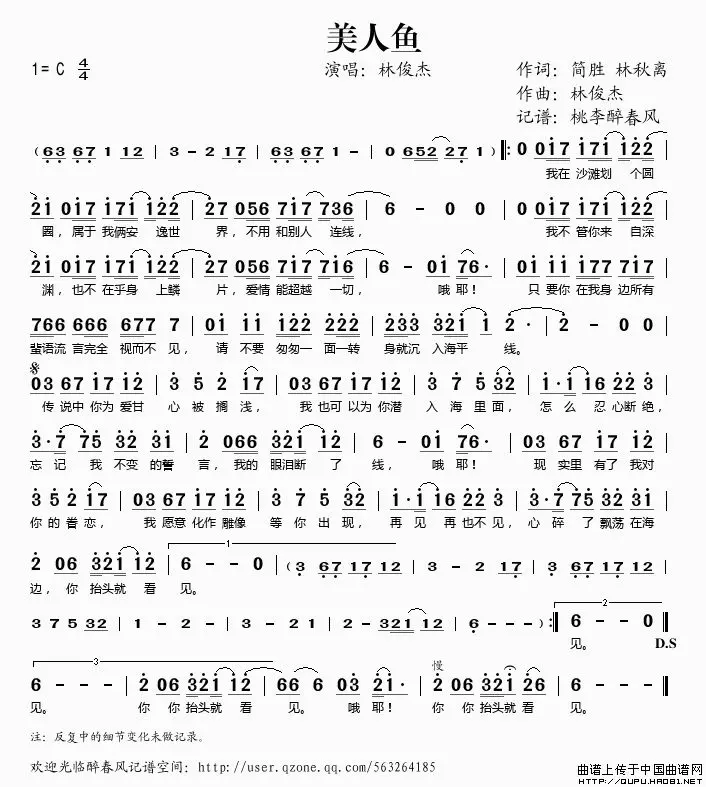 美人鱼
1= C 4/4
演唱: 林俊杰
作词: 简胜 林秋离
作曲: 林俊杰
记谱: 桃李醉春风
( 63 67 1 12 | 3 - 2 17 | 63 67 1 - | 0 652 27 1 ) ‖: 0 017 171 122 |
我在 沙滩划 个圆
21 017 171 122 | 27 056 717 736 | 6 - 0 0 | 0 017 171 122 |
圈, 属于 我俩安 逸世 界, 不用 和别人 连线, 我不 管你来 自深
21 017 171 122 | 27 056 717 716 | 6 - 01 76· | 0 017 177 717 |
渊, 也不 在乎身 上鳞 片, 爱情 能超越 一切, 哦 耶! 只要 你在我身 边所有
766 666 677 7 | 01 11 122 222 | 233 321 1 2· | 2 - 0 0 |
蜚语流 言完全 视而不 见, 请 不要 匆匆一 面一转 身就沉 入海平 线。
03 67 17 12 | 3 5 2 17 | 03 67 17 12 | 3 7 5 32 | 1·1 16 22 3 |
传 说中 你为 爱甘 心 被 搁 浅, 我 也可 以为 你潜 入 海 里 面, 怎 么 忍 心断 绝,
3·7 75 32 31 | 2 066 321 12 | 6 - 01 76· | 03 67 17 12 |
忘 记 我 不变 的誓 言, 我的 眼泪断 了 线, 哦 耶! 现 实里 有了 我对
3 5 2 17 | 03 67 17 12 | 3 7 5 32 | 1·1 16 22 3 | 3·7 75 32 31 |
你 的 眷 恋, 我 愿意 化作 雕像 等 你 出 现, 再 见 再 也不 见, 心 碎 了 飘荡 在海
1
2 06 321 12 | 6 - - 0 | ( 3 67 17 12 | 3 - 2 17 | 3 67 17 12 |
边, 你 抬头就 看 见。
2
3 7 5 32 | 1 - 2 - | 3 - 2 1 | 2 - 321 12 | 6 - - - ) :‖ 6 - - 0 ‖
见。 D.S
3
慢
6 - - - | 2 06 321 12 | 66 6 03 21· | 2 06 321 26 | 6 - - - ‖
见。 你 你 抬头就 看 见。 哦 耶! 你 你 抬头就 看 见。
注: 反复中的细节变化未做记录。
欢迎光临醉春风记谱空间: http://user.qzone.qq.com/563264185
曲谱上传于中国曲谱网
HTTP://QUPU.HAO81.NET